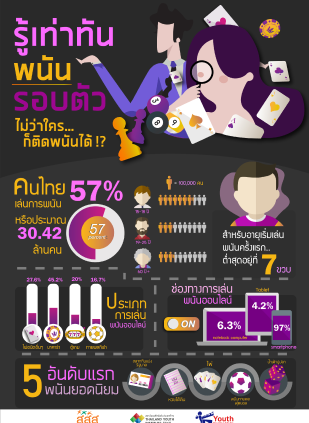 รู้เท่าทัน
พนัน
รอบตัว
ไม่ว่าใคร...
ก็ติดพนันได้ !?
คนไทย 57%
เล่นการพนัน
หรือประมาณ
30.42
ล้านคน
57
percent
= 100,000 คน
60 ปี+
สำหรับอายุเริ่มเล่น
พนันครั้งแรก..
ต่ำสุดอยู่ที่
7
ขวบ
27.6% 45.2% 20% 16.7%
ประเภท
การเล่น
พนันออนไลน์
ช่องทางการเล่น
พนันออนไลน์
ON
6.3%
Tablet
4.2%
97%
smartphone
5 อันดับแรก
พนันยอดนิยม
ไพ่
สสส
Youth